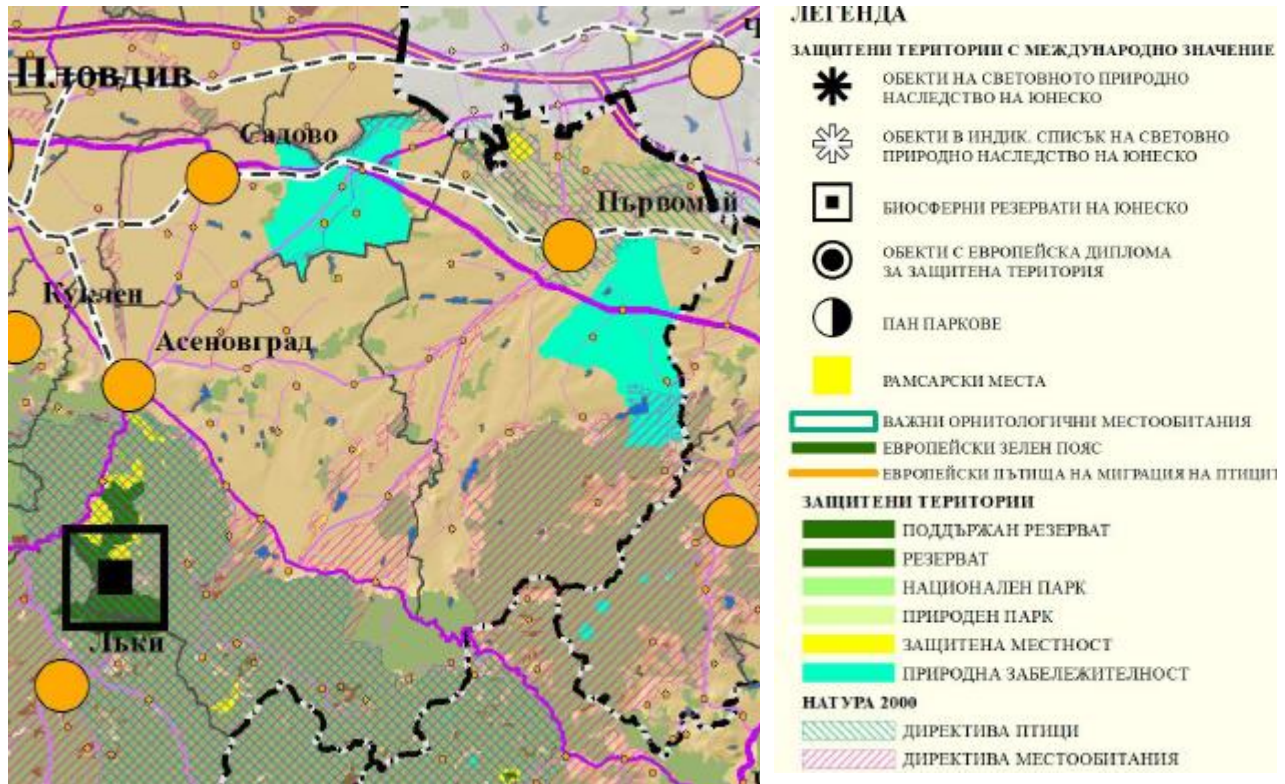 Пловдив
Садово
Първомай
Куклен
Асеновград
Лъки
ЛЕГЕНДА
ЗАЩИТЕНИ ТЕРИТОРИИ С МЕЖДУНАРОДНО ЗНАЧЕНИЕ
ОБЕКТИ НА СВЕТОВНОТО ПРИРОДНО
НАСЛЕДСТВО НА ЮНЕСКО
ОБЕКТИ В ИНДИК. СПИСЪК НА СВЕТОВНО
ПРИРОДНО НАСЛЕДСТВО НА ЮНЕСКО
БИОСФЕРНИ РЕЗЕРВАТИ НА ЮНЕСКО
ОБЕКТИ С ЕВРОПЕЙСКА ДИПЛОМА
ЗА ЗАЩИТЕНА ТЕРИТОРИЯ
ПАН ПАРКОВЕ
РАМСАРСКИ МЕСТА
ВАЖНИ ОРНИТОЛОГИЧНИ МЕСТООБИТАНИЯ
ЕВРОПЕЙСКИ ЗЕЛЕН ПОЯС
ЕВРОПЕЙСКИ ПЪТИЩА НА МИГРАЦИЯ НА ПТИЦИТ
ЗАЩИТЕНИ ТЕРИТОРИИ
ПОДДЪРЖАН РЕЗЕРВАТ
РЕЗЕРВАТ
НАЦИОНАЛЕН ПАРК
ПРИРОДЕН ПАРК
ЗАЩИТЕНА МЕСТНОСТ
ПРИРОДНА ЗАБЕЛЕЖИТЕЛНОСТ
НАТУРА 2000
ДИРЕКТИВА ПТИЦИ
ДИРЕКТИВА МЕСТООБИТАНИЯ